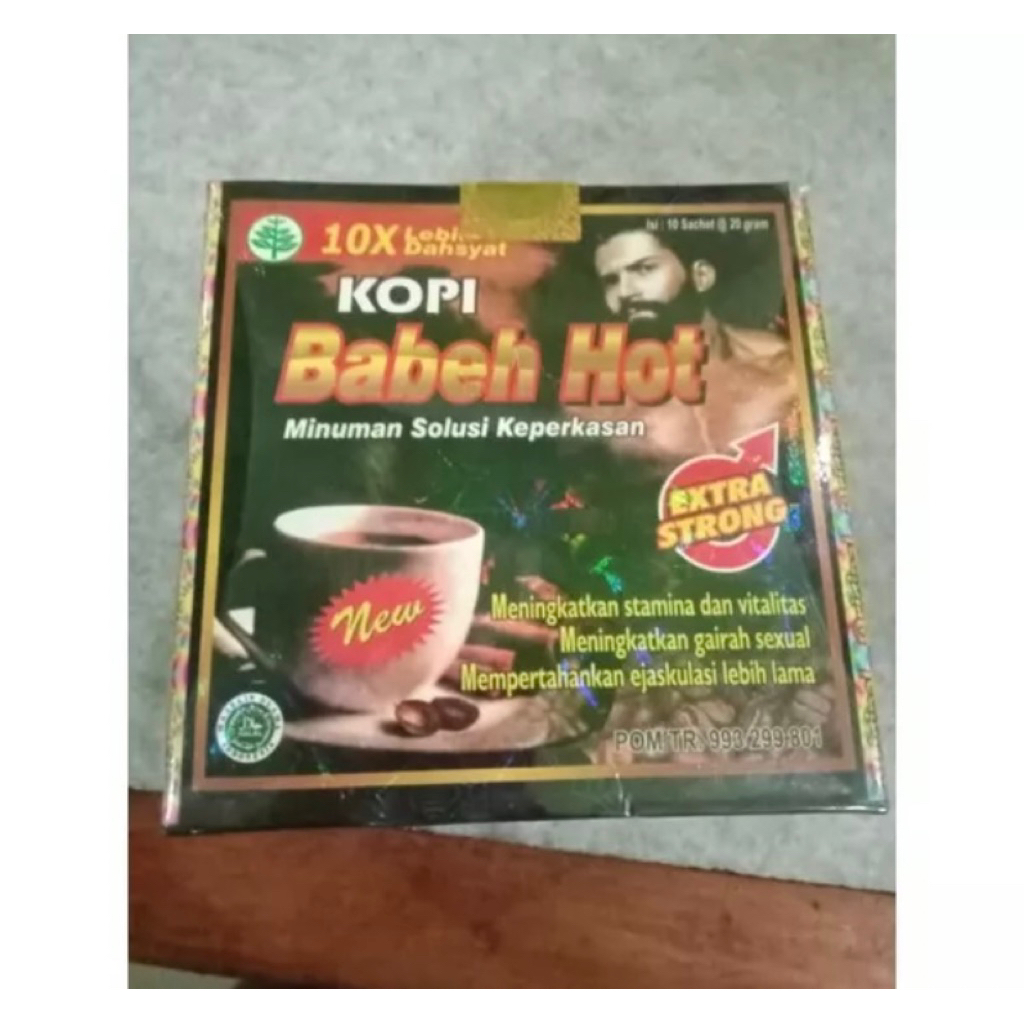 Isi : 10 Sachet @ 20 gram
10X Lebih
Dahsyat
KOPI
Babeh Hot
Minuman Solusi Keperkasan
EXTRA
STRONG
New
Meningkatkan stamina dan vitalitas
Meningkatkan gairah sexual
Mempertahankan ejaskulasi lebih lama
POM TR. 993 299 801